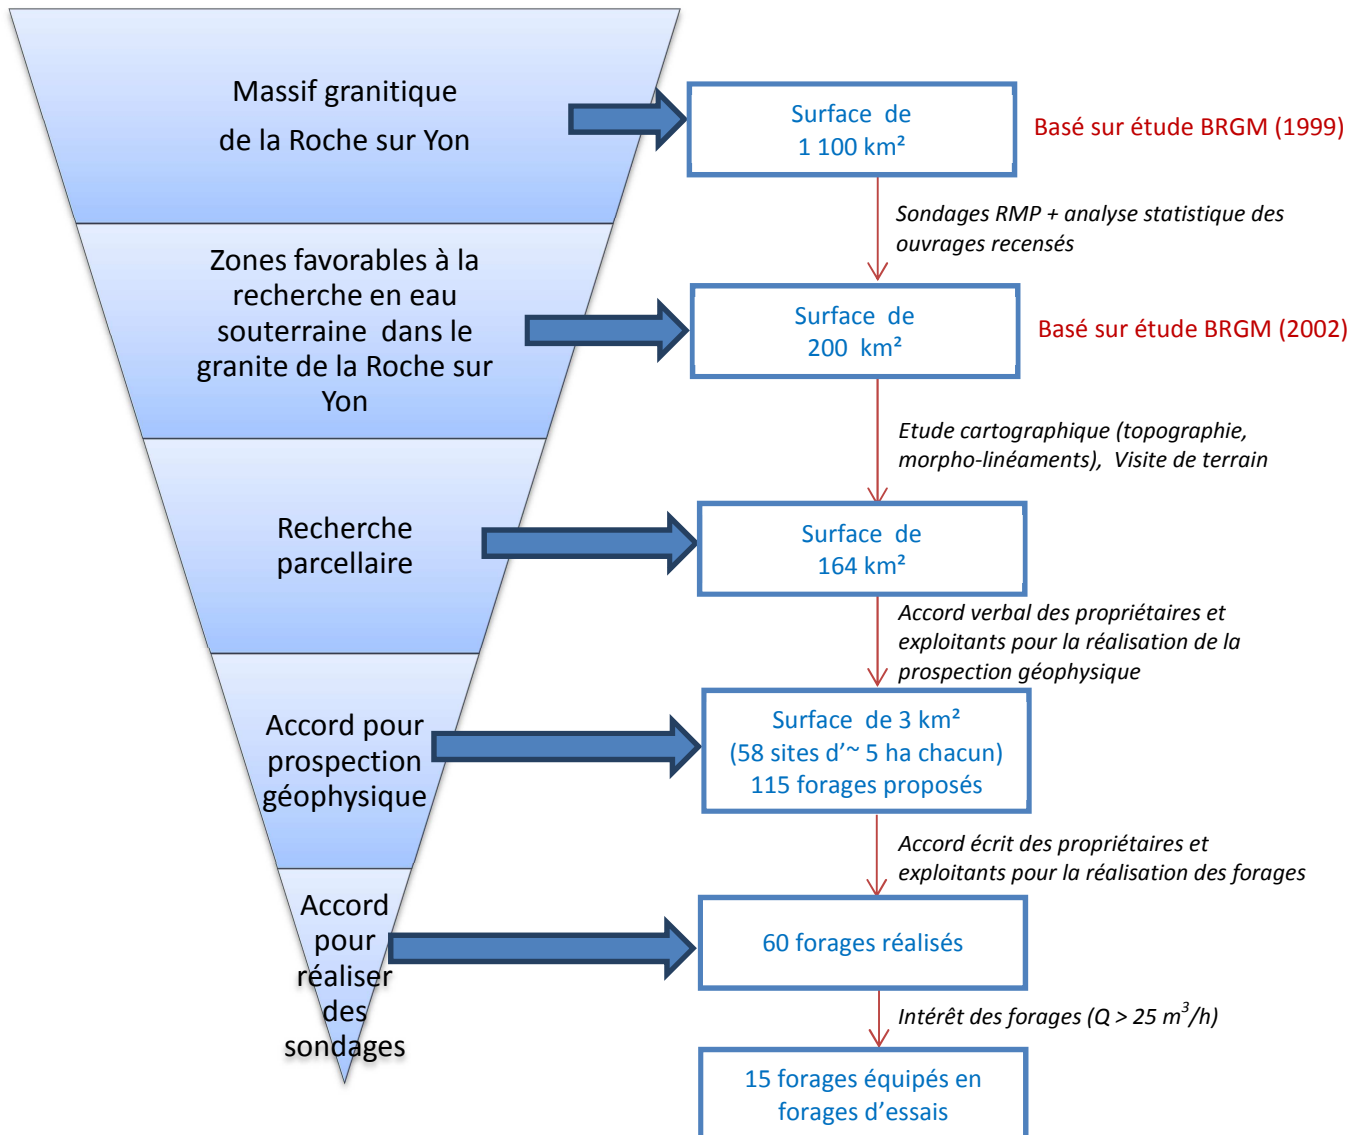 Massif granitique
de la Roche sur Yon
Surface de
1 100 km²
Basé sur étude BRGM (1999)
Sondages RMP + analyse statistique des
ouvrages recensés
Zones favorables à la
recherche en eau
souterraine dans le
granite de la Roche sur
Yon
Surface de
200 km²
Basé sur étude BRGM (2002)
Etude cartographique (topographie,
morpho-linéaments), Visite de terrain
Recherche
parcellaire
Surface de
164 km²
Accord verbal des propriétaires et
exploitants pour la réalisation de la
prospection géophysique
Accord pour
prospection
géophysique
Surface de 3 km²
(58 sites d'~ 5 ha chacun)
115 forages proposés
Accord écrit des propriétaires et
exploitants pour la réalisation des forages
Accord
pour
réaliser
des
sondages
60 forages réalisés
Intérêt des forages (Q > 25 m³/h)
15 forages équipés en
forages d'essais